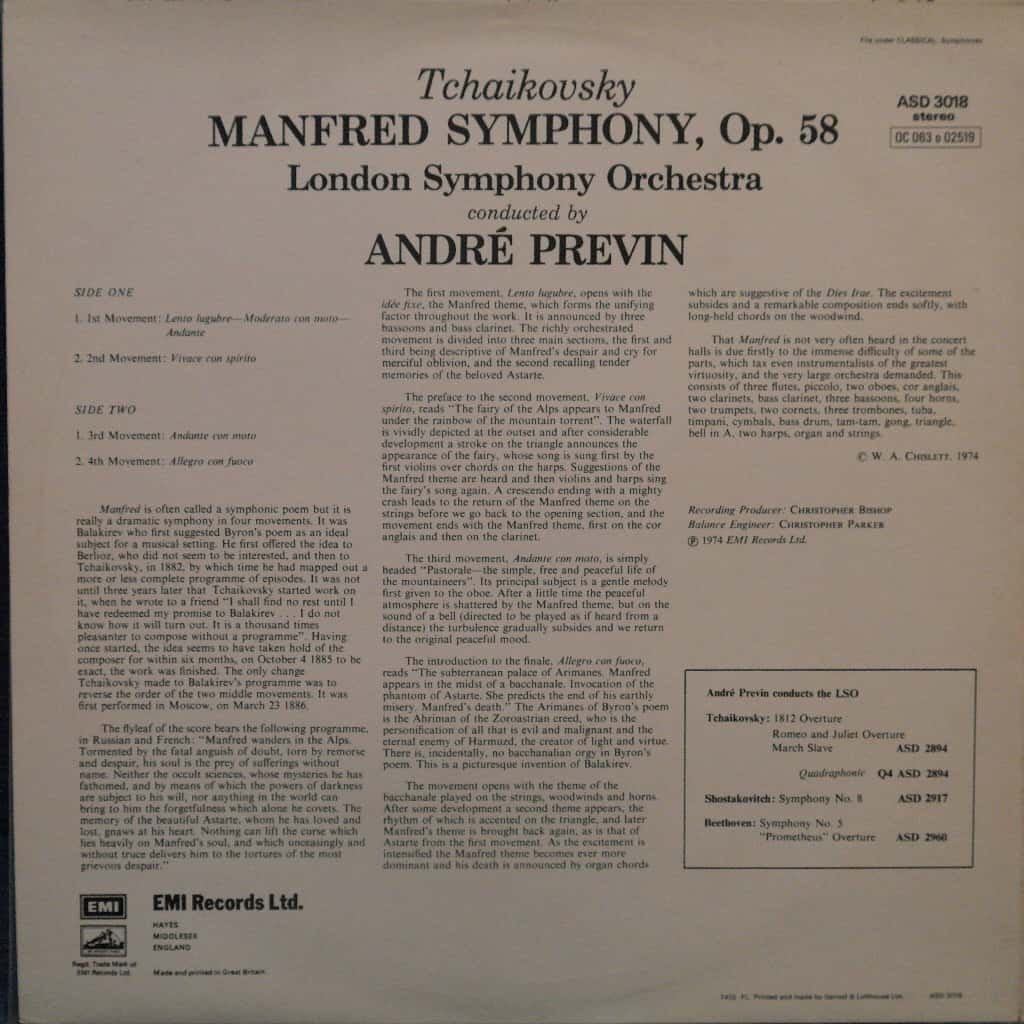 File under CLASSICAL: Symphonies
Tchaikovsky
MANFRED SYMPHONY, Op. 58
London Symphony Orchestra
conducted by
ANDRÉ PREVIN
ASD 3018
stereo
OC 063 o 02519
SIDE ONE
1. 1st Movement: Lento lugubre—Moderato con moto—
Andante
2. 2nd Movement: Vivace con spirito
SIDE TWO
1. 3rd Movement: Andante con moto
2. 4th Movement: Allegro con fuoco
Manfred is often called a symphonic poem but it is
really a dramatic symphony in four movements. It was
Balakirev who first suggested Byron's poem as an ideal
subject for a musical setting. He first offered the idea to
Berlioz, who did not seem to be interested, and then to
Tchaikovsky, in 1882, by which time he had mapped out a
more or less complete programme of episodes. It was not
until three years later that Tchaikovsky started work on
it, when he wrote to a friend "I shall find no rest until I
have redeemed my promise to Balakirev . . . I do not
know how it will turn out. It is a thousand times
pleasanter to compose without a programme". Having
once started, the idea seems to have taken hold of the
composer for within six months, on October 4 1885 to be
exact, the work was finished. The only change
Tchaikovsky made to Balakirev's programme was to
reverse the order of the two middle movements. It was
first performed in Moscow, on March 23 1886.
The flyleaf of the score bears the following programme,
in Russian and French: "Manfred wanders in the Alps.
Tormented by the fatal anguish of doubt, torn by remorse
and despair, his soul is the prey of sufferings without
name. Neither the occult sciences, whose mysteries he has
fathomed, and by means of which the powers of darkness
are subject to his will, nor anything in the world can
bring to him the forgetfulness which alone he covets. The
memory of the beautiful Astarte, whom he has loved and
lost, gnaws at his heart. Nothing can lift the curse which
lies heavily on Manfred's soul, and which unceasingly and
without truce delivers him to the tortures of the most
grievous despair."
The first movement, Lento lugubre, opens with the
idée fixe, the Manfred theme, which forms the unifying
factor throughout the work. It is announced by three
bassoons and bass clarinet. The richly orchestrated
movement is divided into three main sections, the first and
third being descriptive of Manfred's despair and cry for
merciful oblivion, and the second recalling tender
memories of the beloved Astarte.
The preface to the second movement, Vivace con
spirito, reads "The fairy of the Alps appears to Manfred
under the rainbow of the mountain torrent". The waterfall
is vividly depicted at the outset and after considerable
development a stroke on the triangle announces the
appearance of the fairy, whose song is sung first by the
first violins over chords on the harps. Suggestions of the
Manfred theme are heard and then violins and harps sing
the fairy's song again. A crescendo ending with a mighty
crash leads to the return of the Manfred theme on the
strings before we go back to the opening section, and the
movement ends with the Manfred theme, first on the cor
anglais and then on the clarinet.
The third movement, Andante con moto, is simply
headed "Pastorale—the simple, free and peaceful life of
the mountaineers". Its principal subject is a gentle melody
first given to the oboe. After a little time the peaceful
atmosphere is shattered by the Manfred theme, but on the
sound of a bell (directed to be played as if heard from a
distance) the turbulence gradually subsides and we return
to the original peaceful mood.
The introduction to the finale, Allegro con fuoco,
reads "The subterranean palace of Arimanes. Manfred
appears in the midst of a bacchanale. Invocation of the
phantom of Astarte. She predicts the end of his earthly
misery. Manfred's death." The Arimanes of Byron's poem
is the Ahriman of the Zoroastrian creed, who is the
personification of all that is evil and malignant and the
eternal enemy of Harmuzd, the creator of light and virtue.
There is, incidentally, no bacchanalian orgy in Byron's
poem. This is a picturesque invention of Balakirev.
The movement opens with the theme of the
bacchanale played on the strings, woodwinds and horns.
After some development a second theme appears, the
rhythm of which is accented on the triangle, and later
Manfred's theme is brought back again, as is that of
Astarte from the first movement. As the excitement is
intensified the Manfred theme becomes ever more
dominant and his death is announced by organ chords
which are suggestive of the Dies Irae. The excitement
subsides and a remarkable composition ends softly, with
long-held chords on the woodwind.
That Manfred is not very often heard in the concert
halls is due firstly to the immense difficulty of some of the
parts, which tax even instrumentalists of the greatest
virtuosity, and the very large orchestra demanded. This
consists of three flutes, piccolo, two oboes, cor anglais,
two clarinets, bass clarinet, three bassoons, four horns,
two trumpets, two cornets, three trombones, tuba,
timpani, cymbals, bass drum, tam-tam, gong, triangle,
bell in A, two harps, organ and strings.
© W. A. CHISLETT, 1974
Recording Producer: CHRISTOPHER BISHOP
Balance Engineer: CHRISTOPHER PARKER
℗ 1974 EMI Records Ltd.
André Previn conducts the LSO
Tchaikovsky: 1812 Overture
Romeo and Juliet Overture
March Slave ASD 2894
Quadraphonic Q4 ASD 2894
Shostakovitch: Symphony No. 8 ASD 2917
Beethoven: Symphony No. 5
"Prometheus" Overture ASD 2960
EMI
EMI Records Ltd.
HAYES
MIDDLESEX
ENGLAND
Regd. Trade Mark of
EMI Records Ltd.
Made and printed in Great Britain
Printed and made by Garrod & Lofthouse Ltd. ASD 3018